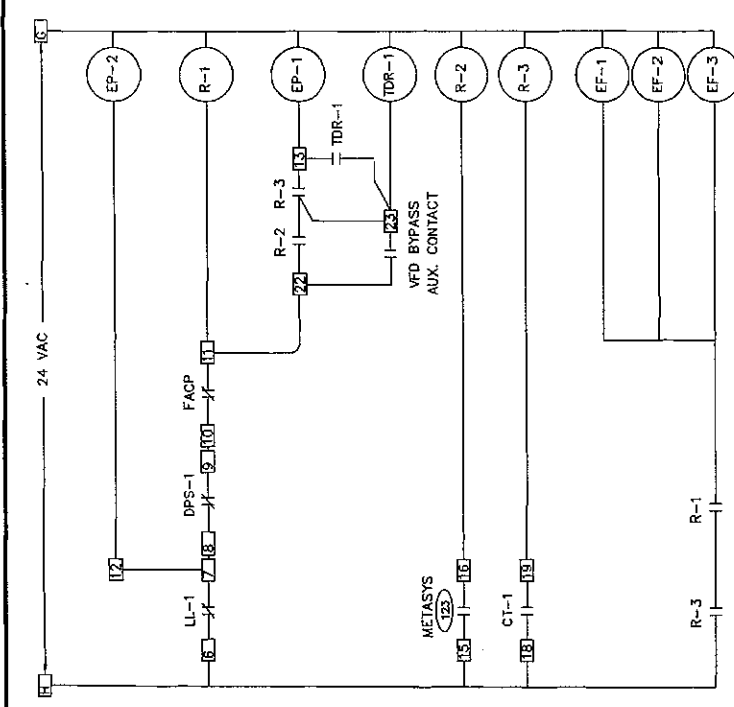 H
24 VAC
G
12
EP-2
LL-1
DPS-1
FACP
6
7
8
9
10
11
R-1
R-2
R-3
22
13
EP-1
TDR-1
23
TDR-1
VFD BYPASS
AUX. CONTACT
METASYS
123
15
16
R-2
CT-1
18
19
R-3
EF-1
EF-2
R-3
R-1
EF-3